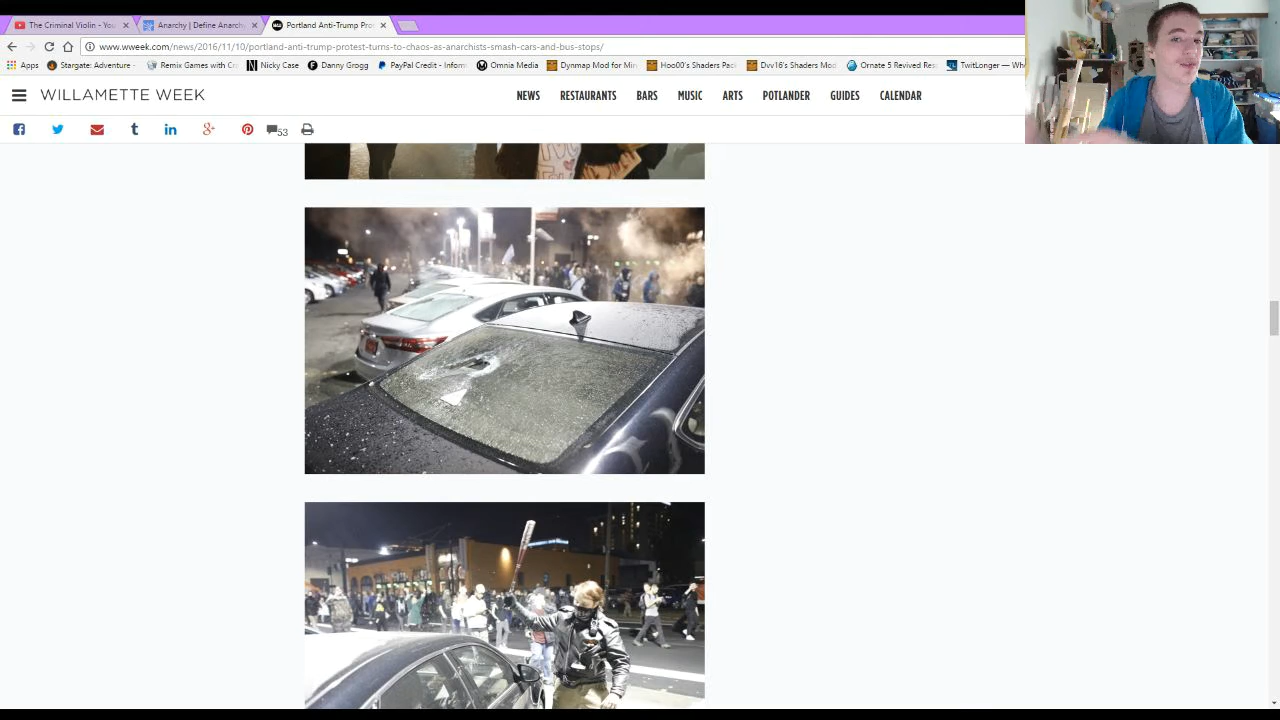 The Criminal Violin - You
Anarchy | Define Anarch
Portland Anti-Trump Pro
www.wweek.com/news/2016/11/10/portland-anti-trump-protest-turns-to-chaos-as-anarchists-smash-cars-and-bus-stops/
Apps Stargate: Adventure Remix Games with Cr Nicky Case Danny Grogg PayPal Credit - Inform Omnia Media Dynmap Mod for Min Hoo00's Shaders Pack Dvv16's Shaders Mod Ornate 5 Revived Res TwitLonger — Wh
WILLAMETTE WEEK
NEWS RESTAURANTS BARS MUSIC ARTS POTLANDER GUIDES CALENDAR
53